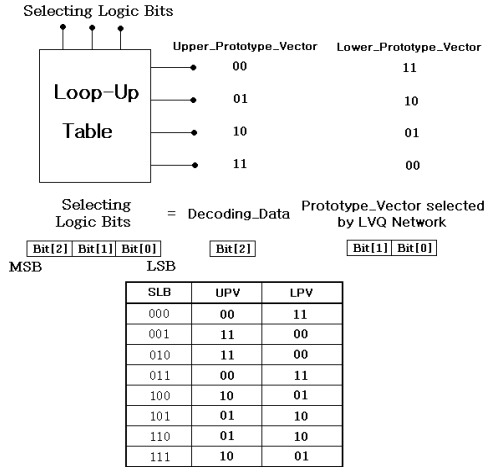 Selecting Logic Bits
Upper_Prototype_Vector Lower_Prototype_Vector
Loop-Up
Table
00 11
01 10
10 01
11 00
Selecting
Logic Bits
= Decoding_Data
Prototype_Vector selected
by LVQ Network
Bit[2] Bit[1] Bit[0] Bit[2] Bit[1] Bit[0]
MSB LSB
SLB UPV LPV
000 00 11
001 11 00
010 11 00
011 00 11
100 10 01
101 01 10
110 01 10
111 10 01